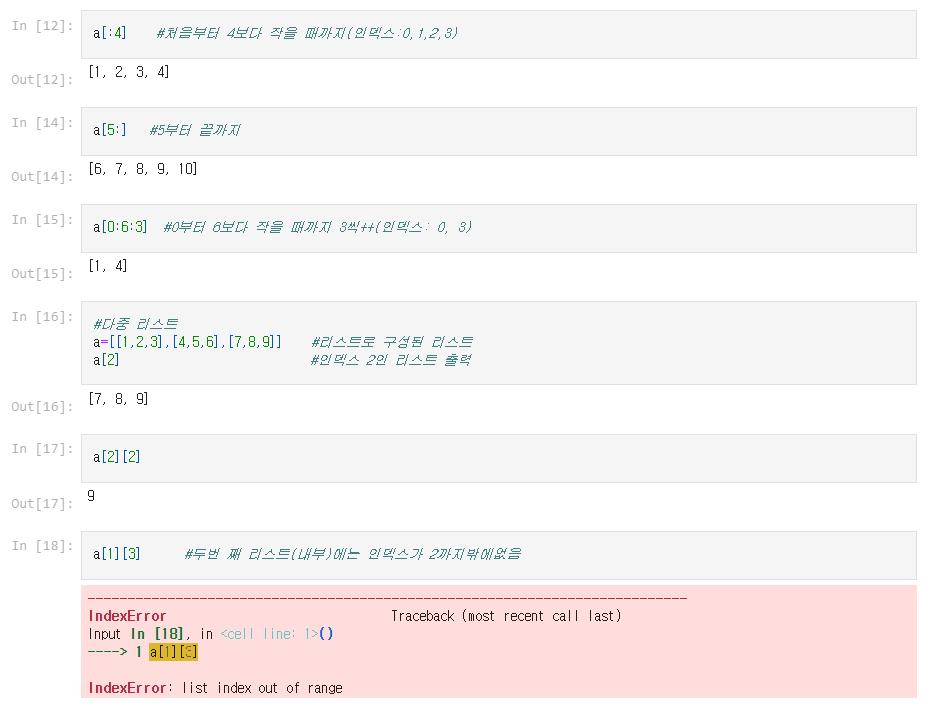 In [12]:
a[:4] #처음부터 4보다 작을 때까지(인덱스:0,1,2,3)
Out[12]:
[1, 2, 3, 4]
In [14]:
a[5:] #5부터 끝까지
Out[14]:
[6, 7, 8, 9, 10]
In [15]:
a[0:6:3] #0부터 6보다 작을 때까지 3씩++(인덱스: 0, 3)
Out[15]:
[1, 4]
In [16]:
#다중 리스트
a=[[1,2,3],[4,5,6],[7,8,9]] #리스트로 구성된 리스트
a[2] #인덱스 2인 리스트 출력
Out[16]:
[7, 8, 9]
In [17]:
a[2][2]
Out[17]:
9
In [18]:
a[1][3] #두번 째 리스트(내부)에는 인덱스가 2까지밖에없음
---------------------------------------------------------------------------
IndexError Traceback (most recent call last)
Input In [18], in <cell line: 1>()
----> 1 a[1][3]
IndexError: list index out of range